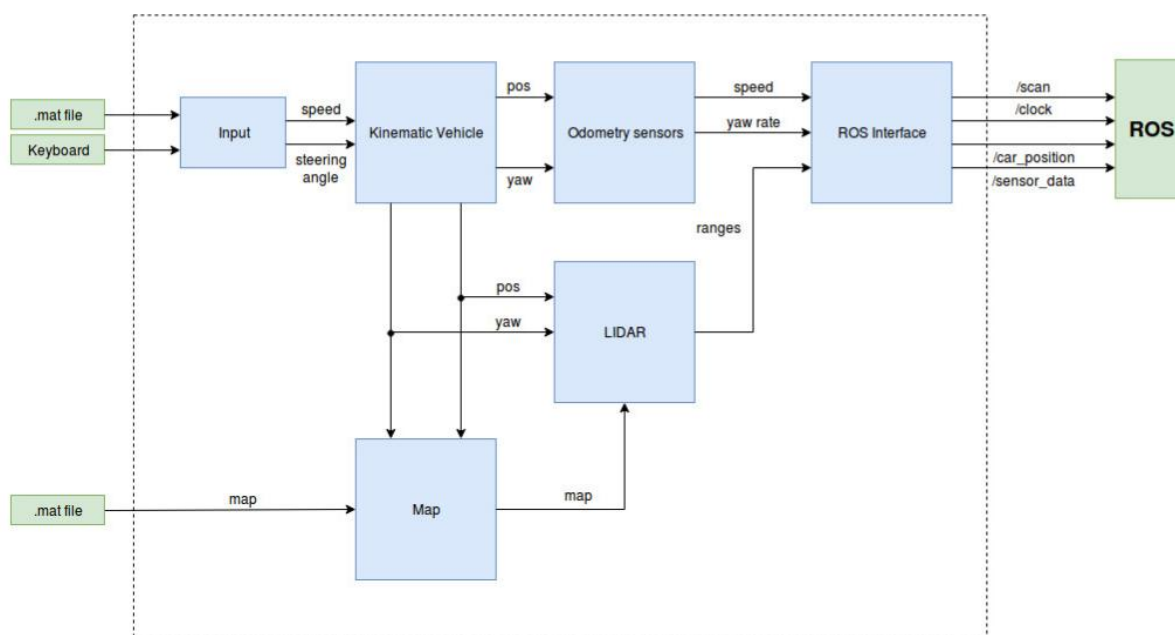 .mat file
Keyboard
Input
speed
steering
angle
Kinematic Vehicle
pos
yaw
Odometry sensors
speed
yaw rate
ROS Interface
/scan
/clock
/car_position
/sensor_data
ROS
ranges
pos
yaw
LIDAR
.mat file
map
Map
map